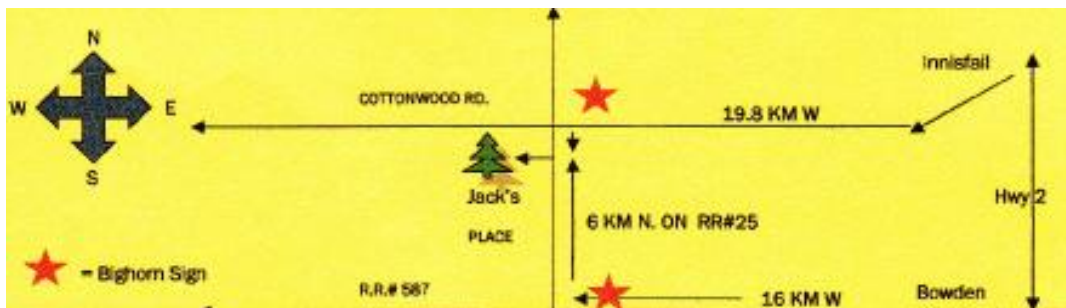 N
Innisfail
W
E
COTTONWOOD RD.
19.8 KM W
S
Jack's
PLACE
Hwy 2
6 KM N. ON RR#25
= Bighorn Sign
R.R.# 587
16 KM W
Bowden